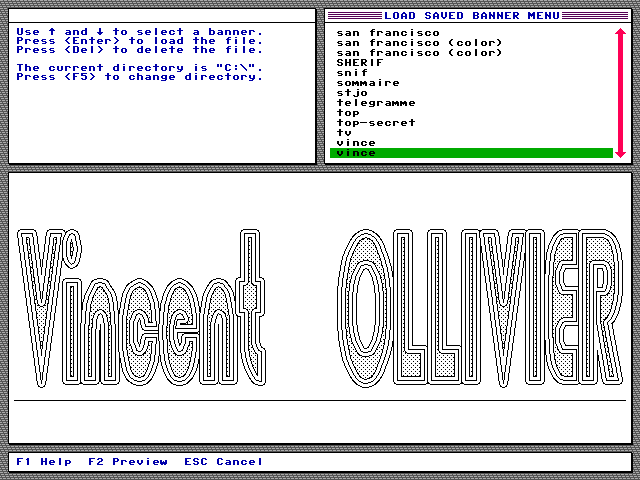 Use ↑ and ↓ to select a banner.
Press <Enter> to load the file.
Press <Del> to delete the file.
The current directory is "C:\".
Press <F5> to change directory.
LOAD SAVED BANNER MENU
san francisco
san francisco (color)
san francisco (color)
SHERIF
snif
sommaire
stjo
telegramme
top
top-secret
tv
vince
vince
Vincent OLLIVIER
F1 Help F2 Preview ESC Cancel